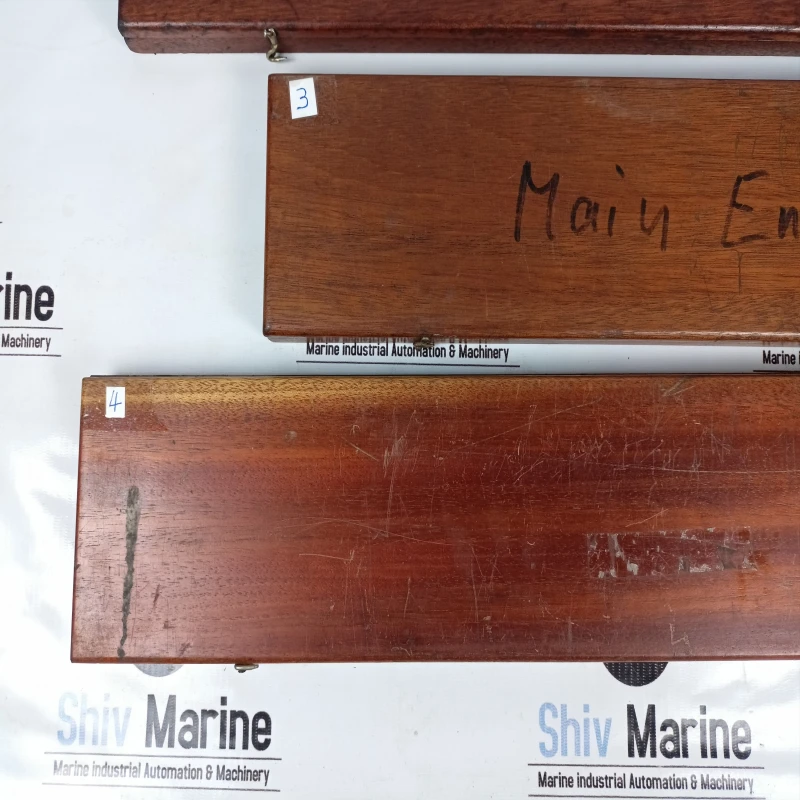 3
Main En
rine
Machinery
Marine industrial Automation & Machinery
Marine
4
Shiv Marine
Marine industrial Automation & Machinery
Shiv Marine
Marine industrial Automation & Machinery